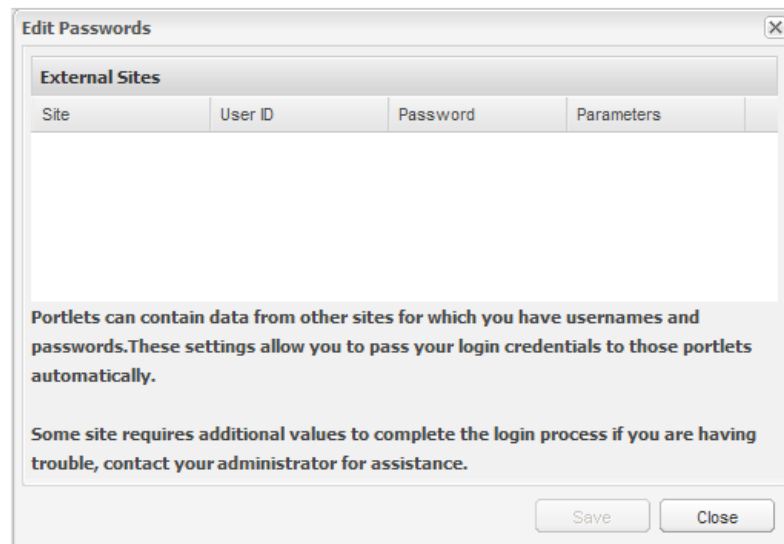 Edit Passwords
External Sites
Site User ID Password Parameters
Portlets can contain data from other sites for which you have usernames and
passwords.These settings allow you to pass your login credentials to those portlets
automatically.
Some site requires additional values to complete the login process if you are having
trouble, contact your administrator for assistance.
Save Close